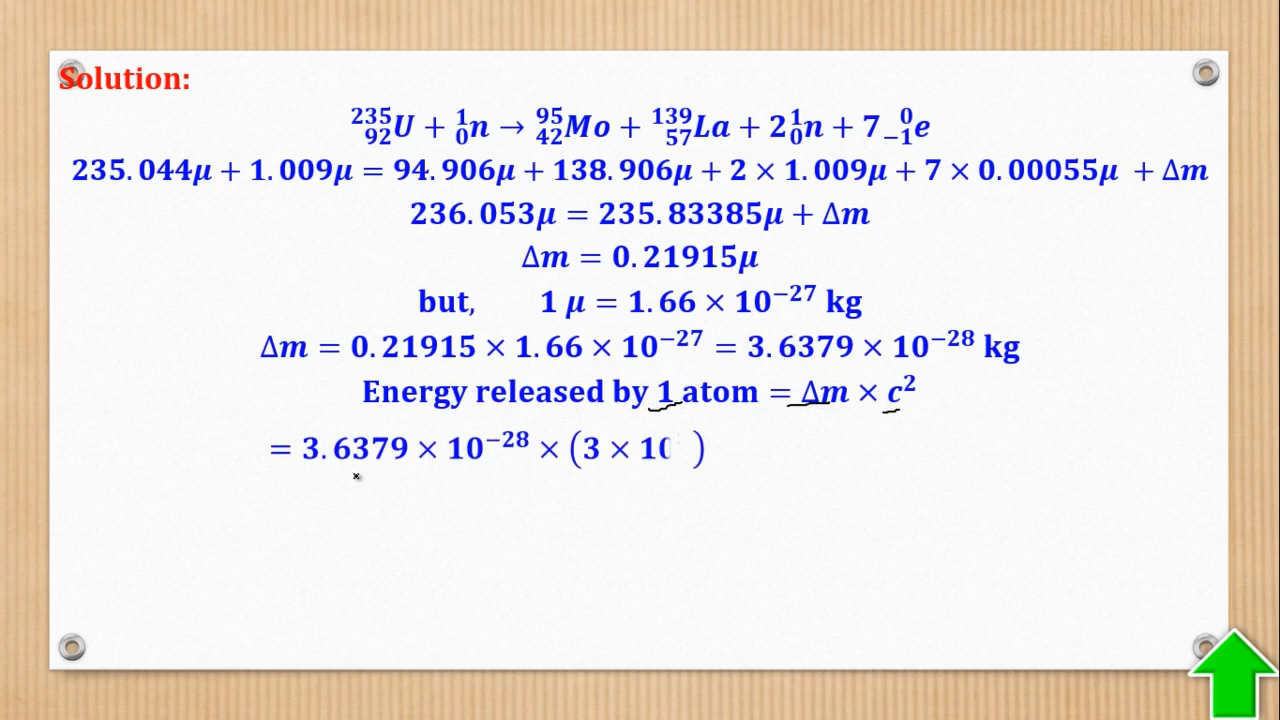 Solution:
²³⁵₉₂U + ¹₀n → ⁹⁵₄₂Mo + ¹³⁹₅₇La + 2¹₀n + 7⁰₋₁e
235.044μ + 1.009μ = 94.906μ + 138.906μ + 2 × 1.009μ + 7 × 0.00055μ + Δm
236.053μ = 235.83385μ + Δm
Δm = 0.21915μ
but, 1 μ = 1.66 × 10⁻²⁷ kg
Δm = 0.21915 × 1.66 × 10⁻²⁷ = 3.6379 × 10⁻²⁸ kg
Energy released by 1 atom = Δm × c²
= 3.6379 × 10⁻²⁸ × (3 × 10 )